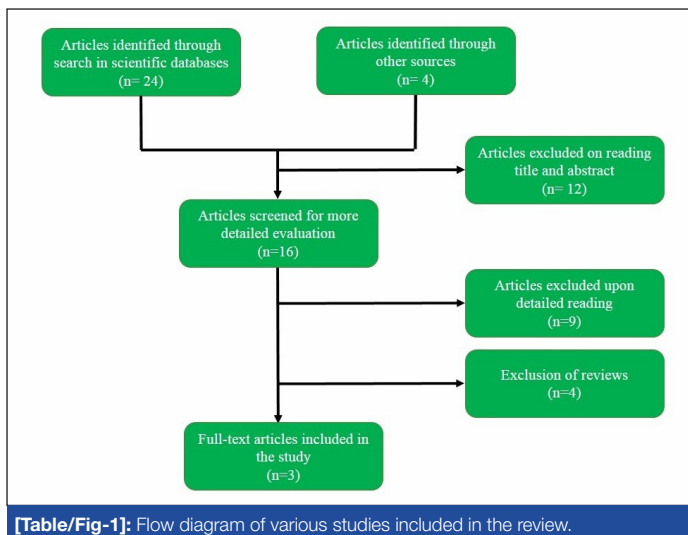 Articles identified through
search in scientific databases
(n= 24)
Articles identified through
other sources
(n= 4)
Articles excluded on reading
title and abstract
(n= 12)
Articles screened for more
detailed evaluation
(n=16)
Articles excluded upon
detailed reading
(n=9)
Exclusion of reviews
(n=4)
Full-text articles included in
the study
(n=3)
[Table/Fig-1]: Flow diagram of various studies included in the review.